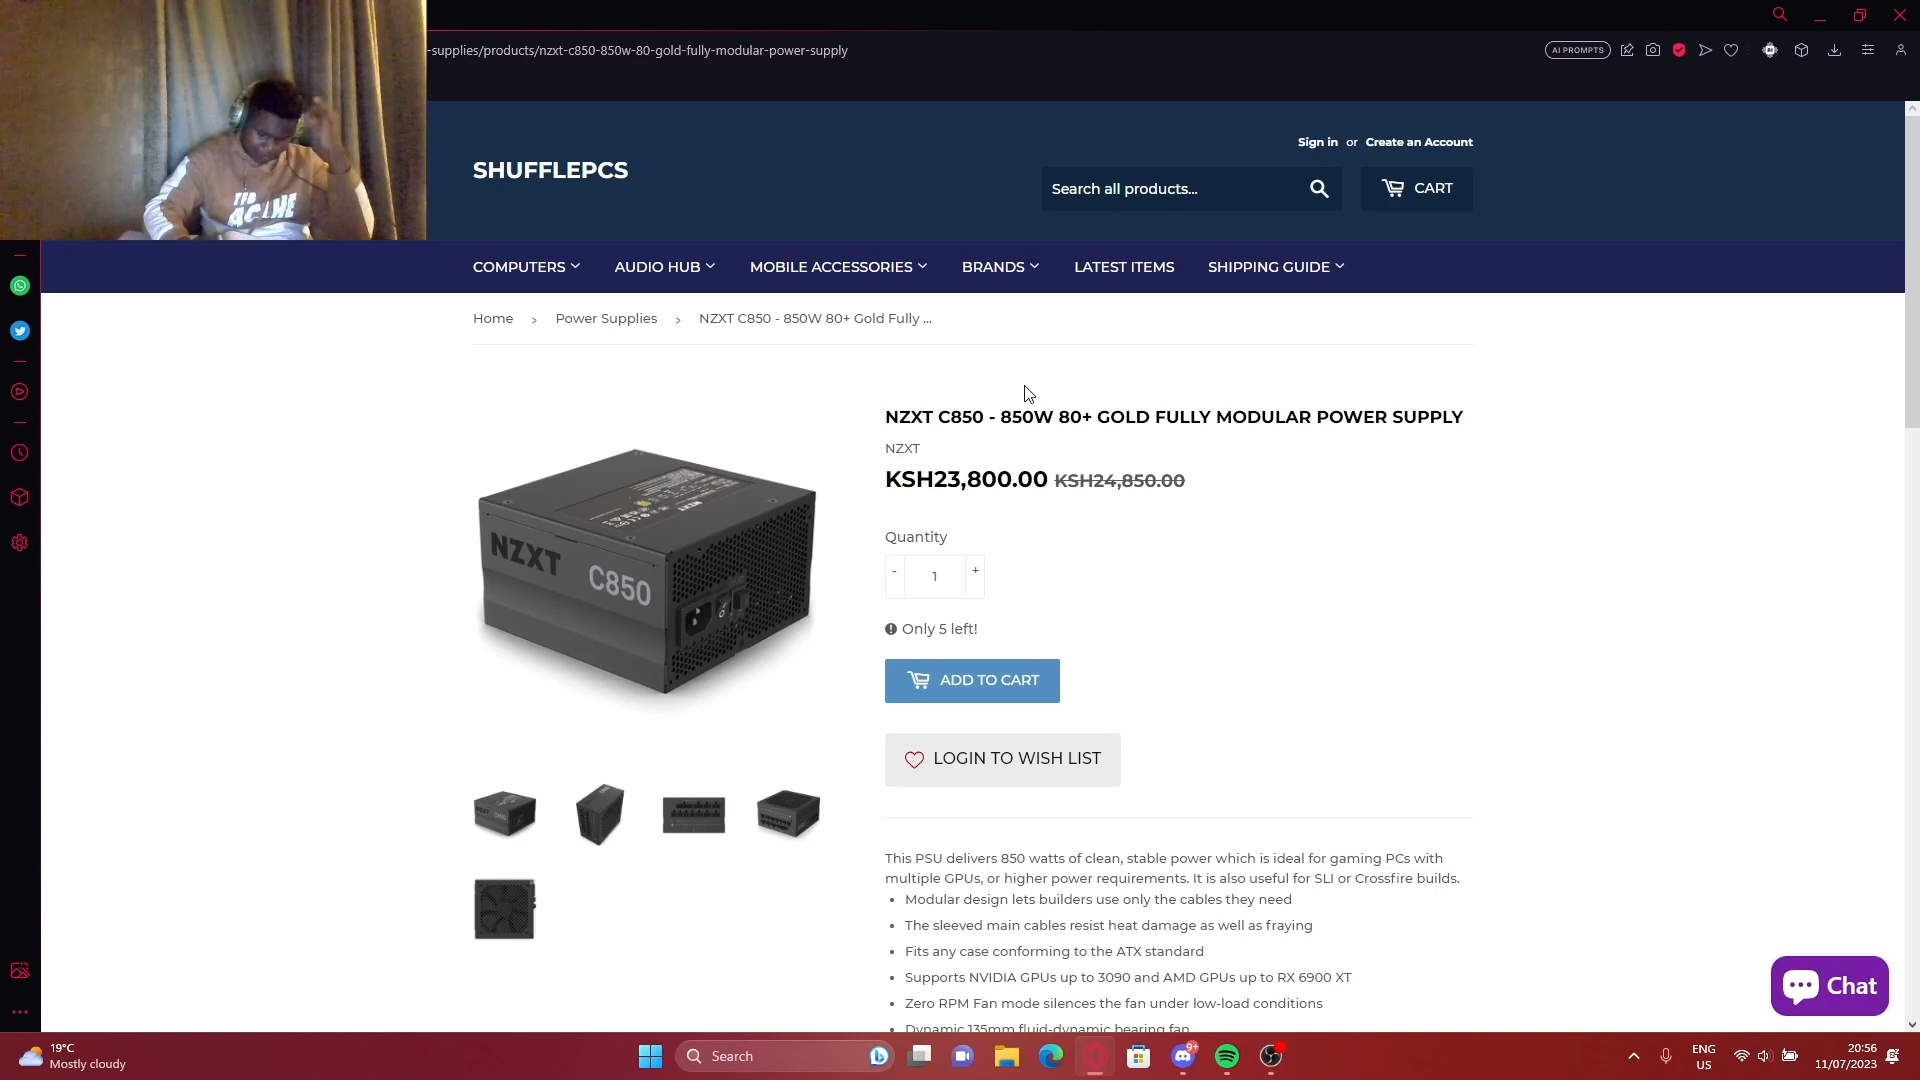 -supplies/products/nzxt-c850-850w-80-gold-fully-modular-power-supply
AI PROMPTS
Sign in or Create an Account
SHUFFLEPCS
Search all products...
CART
COMPUTERS
AUDIO HUB
MOBILE ACCESSORIES
BRANDS
LATEST ITEMS
SHIPPING GUIDE
Home > Power Supplies > NZXT C850 - 850W 80+ Gold Fully ...
NZXT C850 - 850W 80+ GOLD FULLY MODULAR POWER SUPPLY
NZXT
KSH23,800.00 KSH24,850.00
Quantity
- 1 +
Only 5 left!
ADD TO CART
LOGIN TO WISH LIST
NZXT
C850
This PSU delivers 850 watts of clean, stable power which is ideal for gaming PCs with
multiple GPUs, or higher power requirements. It is also useful for SLI or Crossfire builds.
• Modular design lets builders use only the cables they need
• The sleeved main cables resist heat damage as well as fraying
• Fits any case conforming to the ATX standard
• Supports NVIDIA GPUs up to 3090 and AMD GPUs up to RX 6900 XT
• Zero RPM Fan mode silences the fan under low-load conditions
• Dynamic 135mm fluid-dynamic bearing fan
Chat
19°C
Mostly cloudy
Search
9+
ENG
US
20:56
11/07/2023